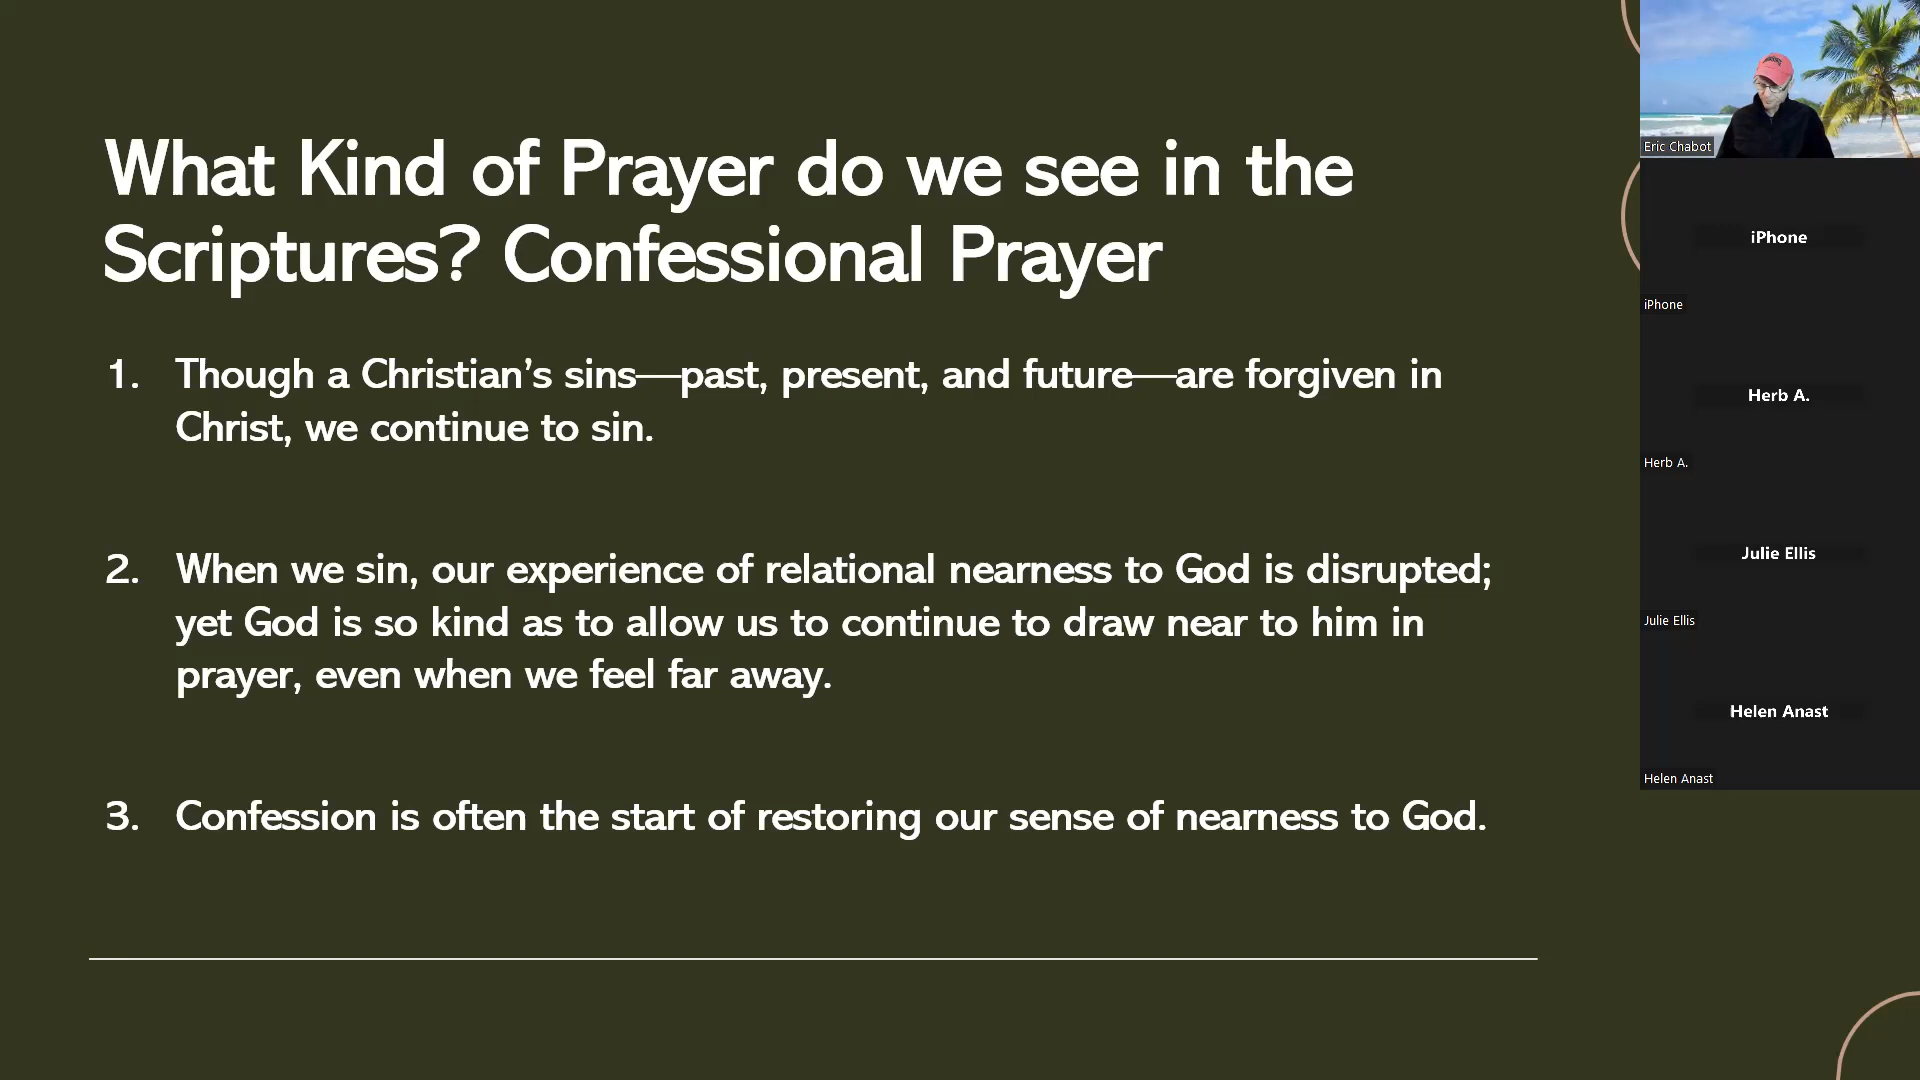 What Kind of Prayer do we see in the
Scriptures? Confessional Prayer
1. Though a Christian’s sins—past, present, and future—are forgiven in
Christ, we continue to sin.
2. When we sin, our experience of relational nearness to God is disrupted;
yet God is so kind as to allow us to continue to draw near to him in
prayer, even when we feel far away.
3. Confession is often the start of restoring our sense of nearness to God.
Eric Chabot
iPhone
iPhone
Herb A.
Herb A.
Julie Ellis
Julie Ellis
Helen Anast
Helen Anast